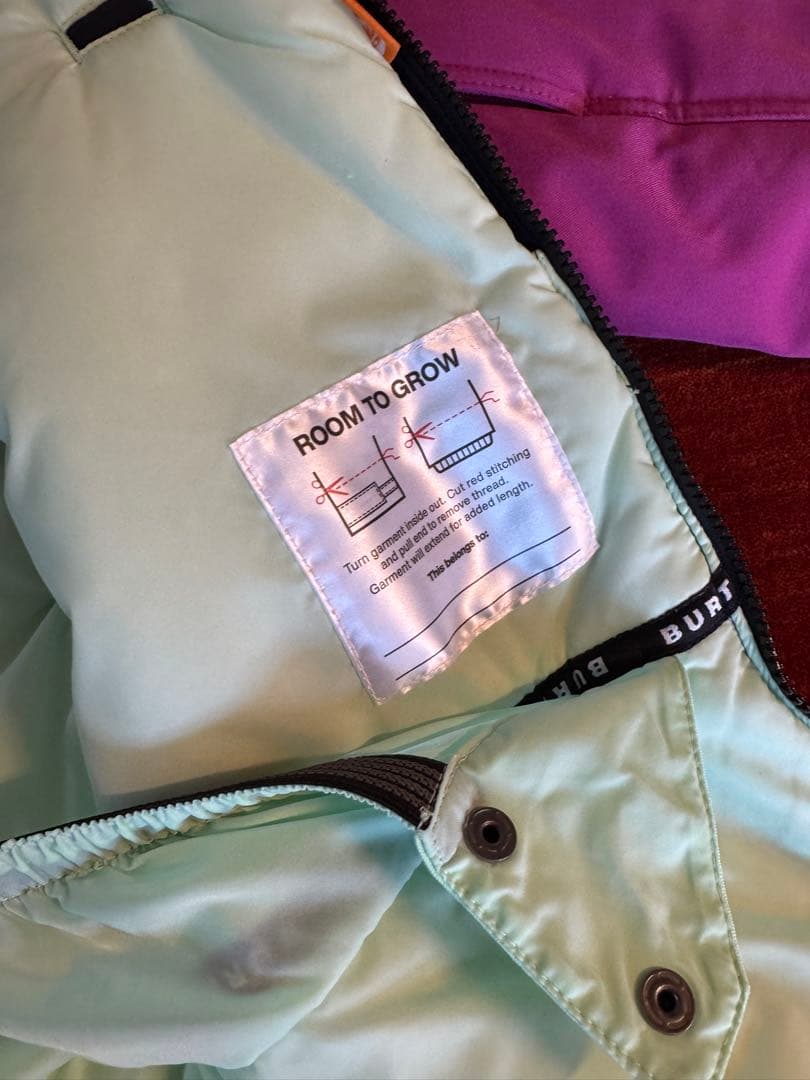 ROOM TO GROW
Turn garment inside out. Cut red stitching
and pull end to remove thread.
Garment will extend for added length.
This belongs to:
BURT
BU